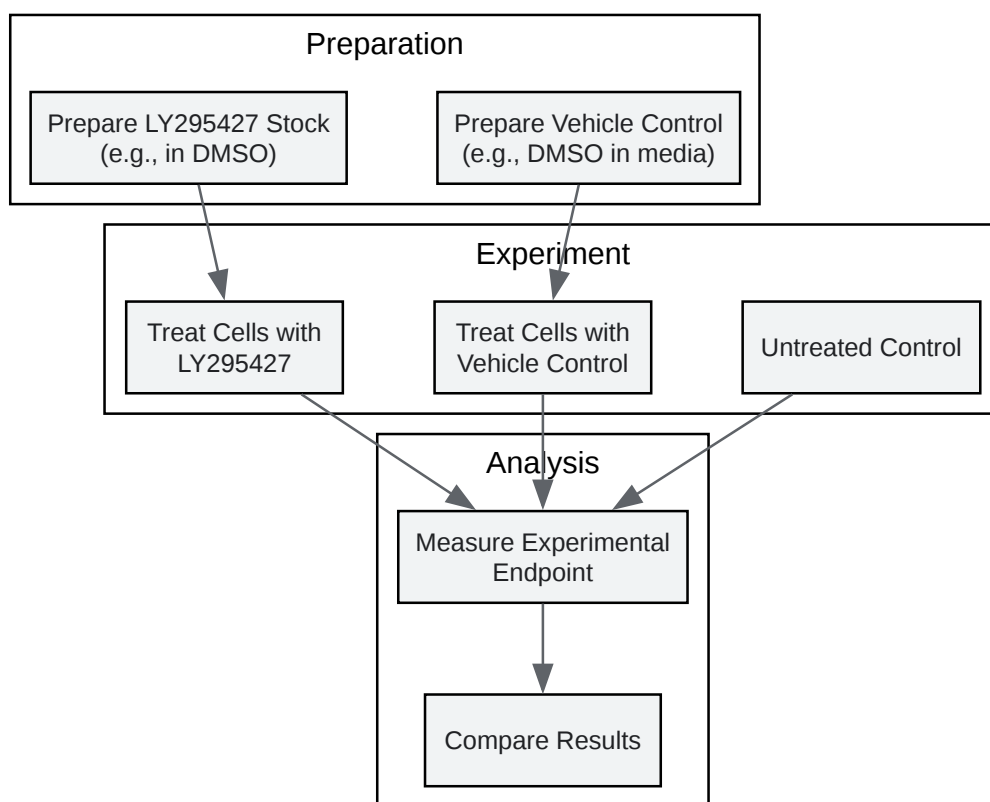 Preparation
Prepare LY295427 Stock
(e.g., in DMSO)
Prepare Vehicle Control
(e.g., DMSO in media)
Experiment
Treat Cells with
LY295427
Treat Cells with
Vehicle Control
Untreated Control
Analysis
Measure Experimental
Endpoint
Compare Results